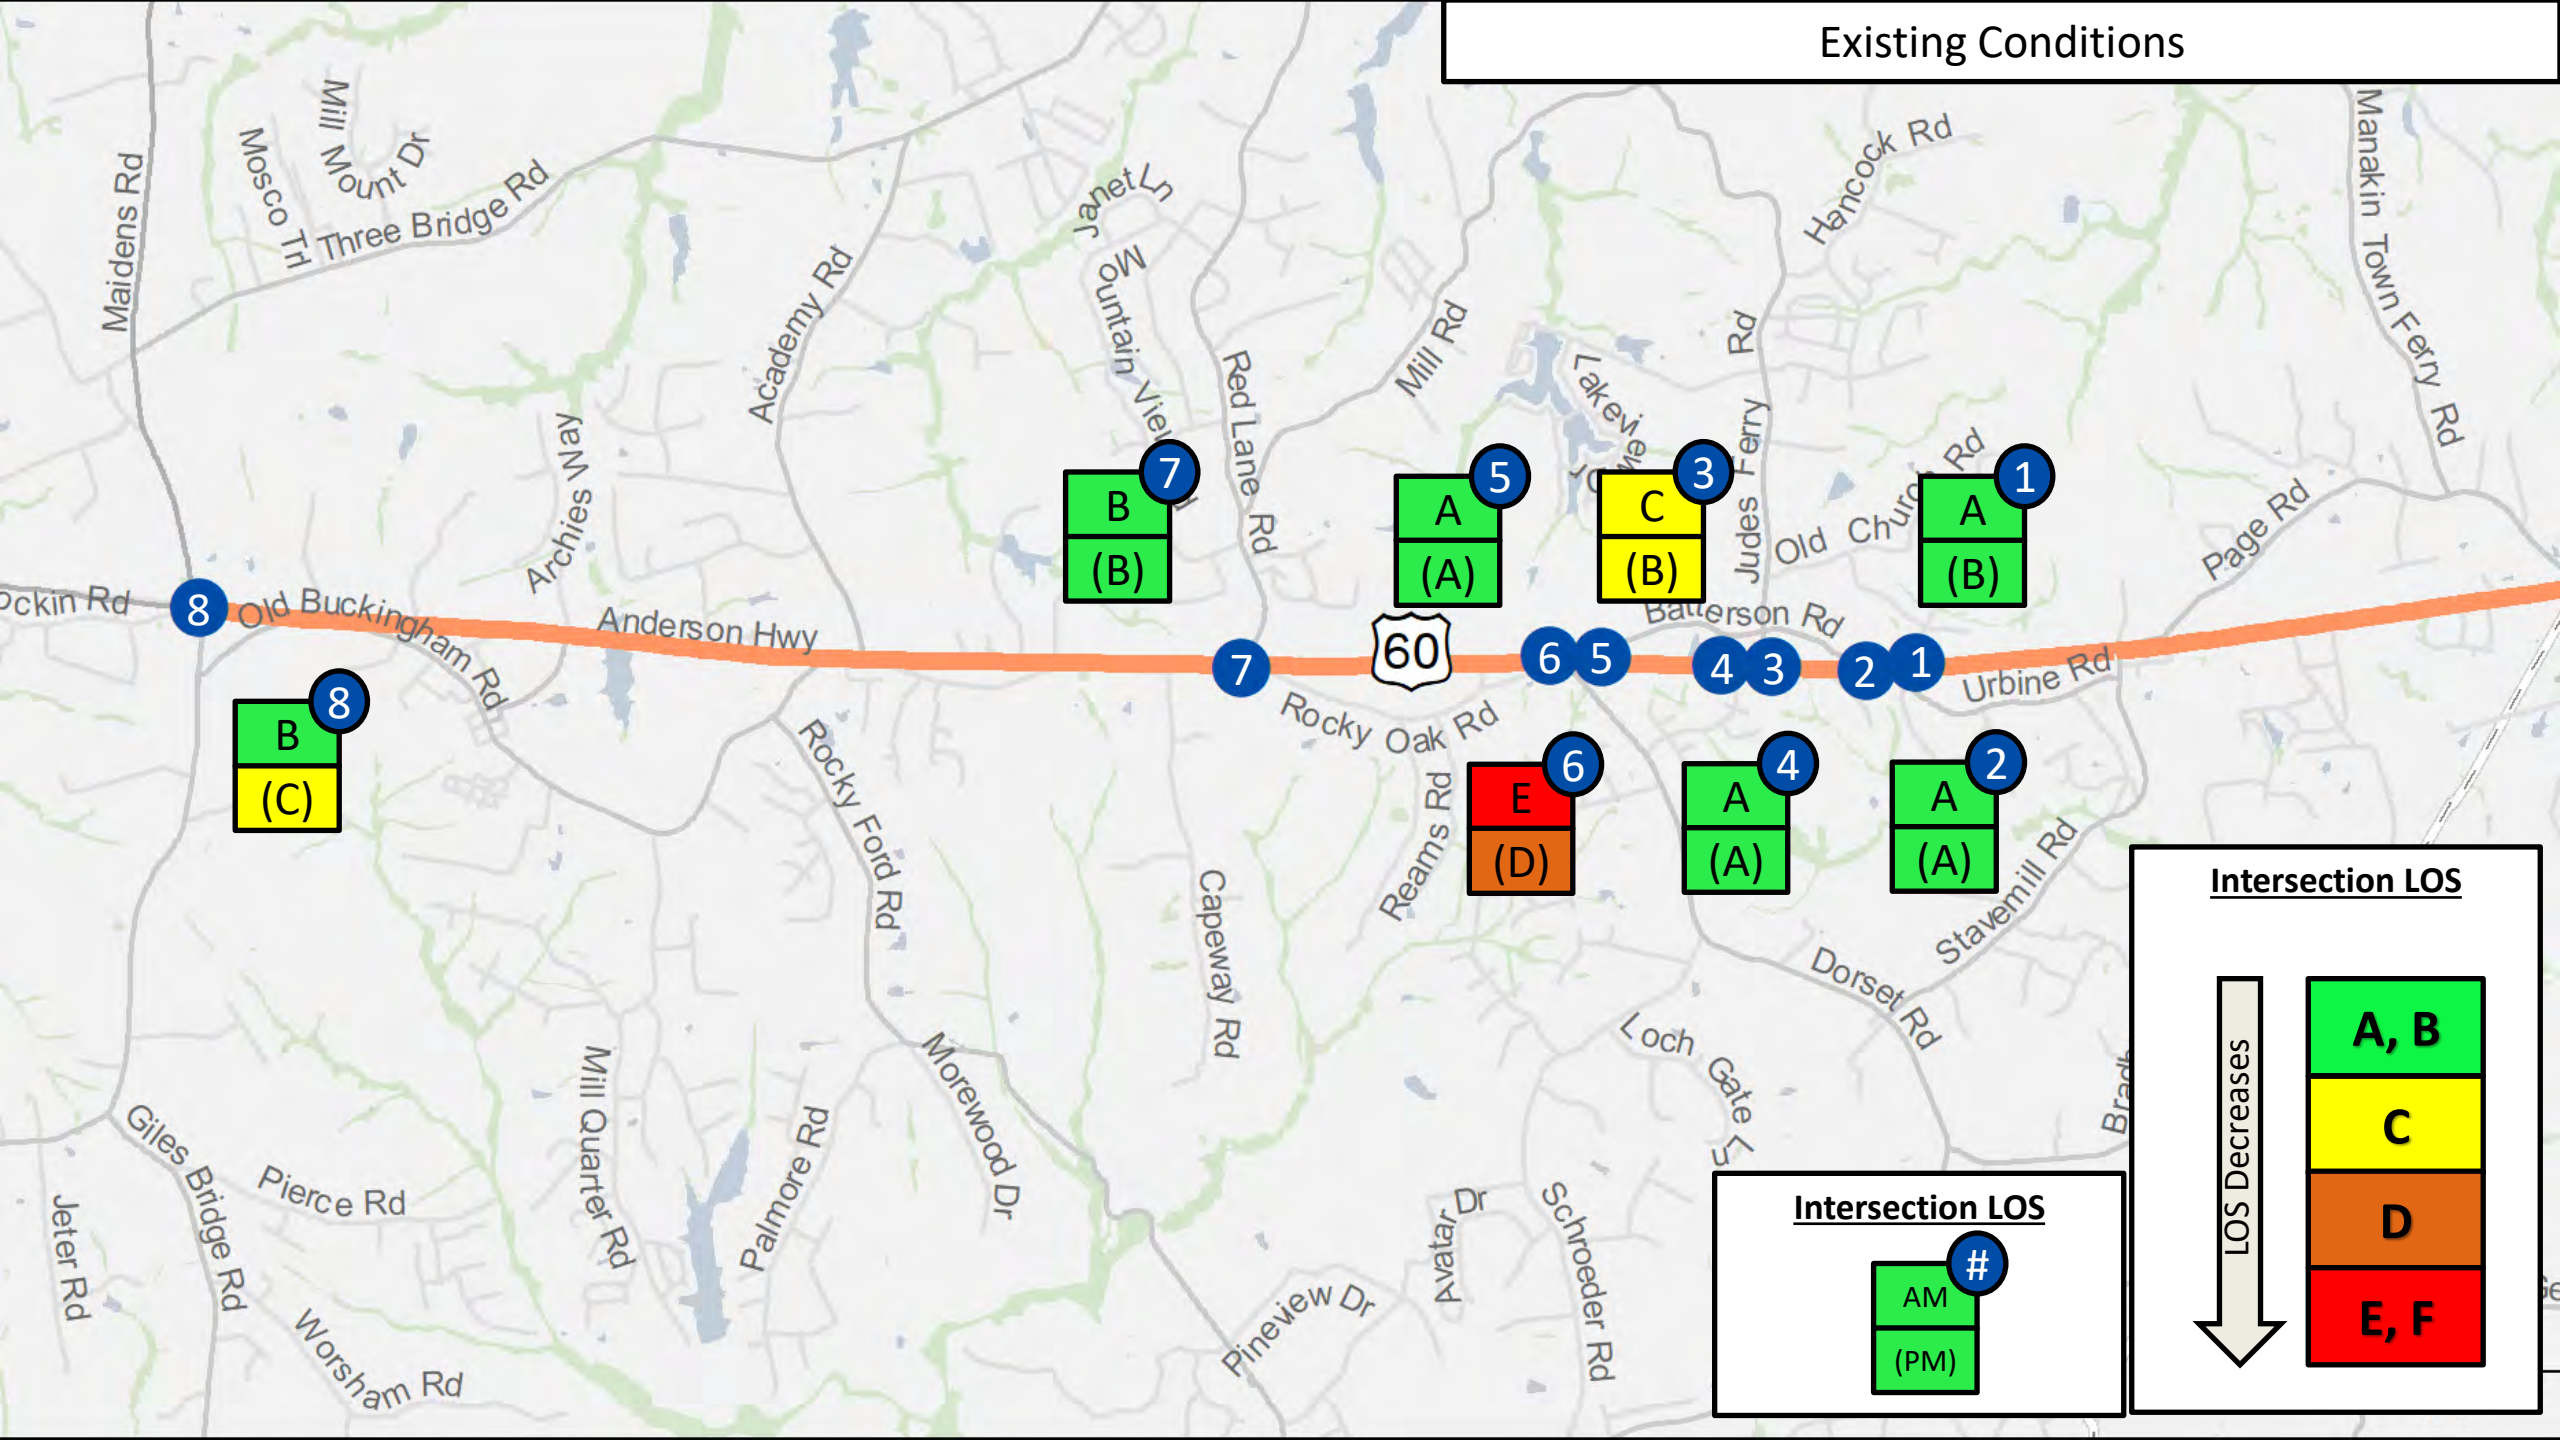 Existing Conditions
Maidens Rd
Mosco Trl
Mill Mount Dr
Three Bridge Rd
Academy Rd
Janet Ln
Mountain View
Red Lane Rd
Mill Rd
Lakeview Dr
Judes Ferry Rd
Hancock Rd
Manakin Town Ferry Rd
Old Church Rd
Page Rd
Archies Way
7
B
(B)
5
A
(A)
3
C
(B)
1
A
(B)
8
Old Buckingham Rd
Anderson Hwy
7
60
6
5
Batterson Rd
4
3
2
1
Urbine Rd
Rocky Oak Rd
Reams Rd
8
B
(C)
6
E
(D)
4
A
(A)
2
A
(A)
Rocky Ford Rd
Capeway Rd
Stavemill Rd
Dorset Rd
Loch Gate Ln
Morewood Dr
Mill Quarter Rd
Palmore Rd
Giles Bridge Rd
Pierce Rd
Jeter Rd
Worsham Rd
Pineview Dr
Avatar Dr
Schroeder Rd
Intersection LOS
#
AM
(PM)
Intersection LOS
LOS Decreases
A, B
C
D
E, F